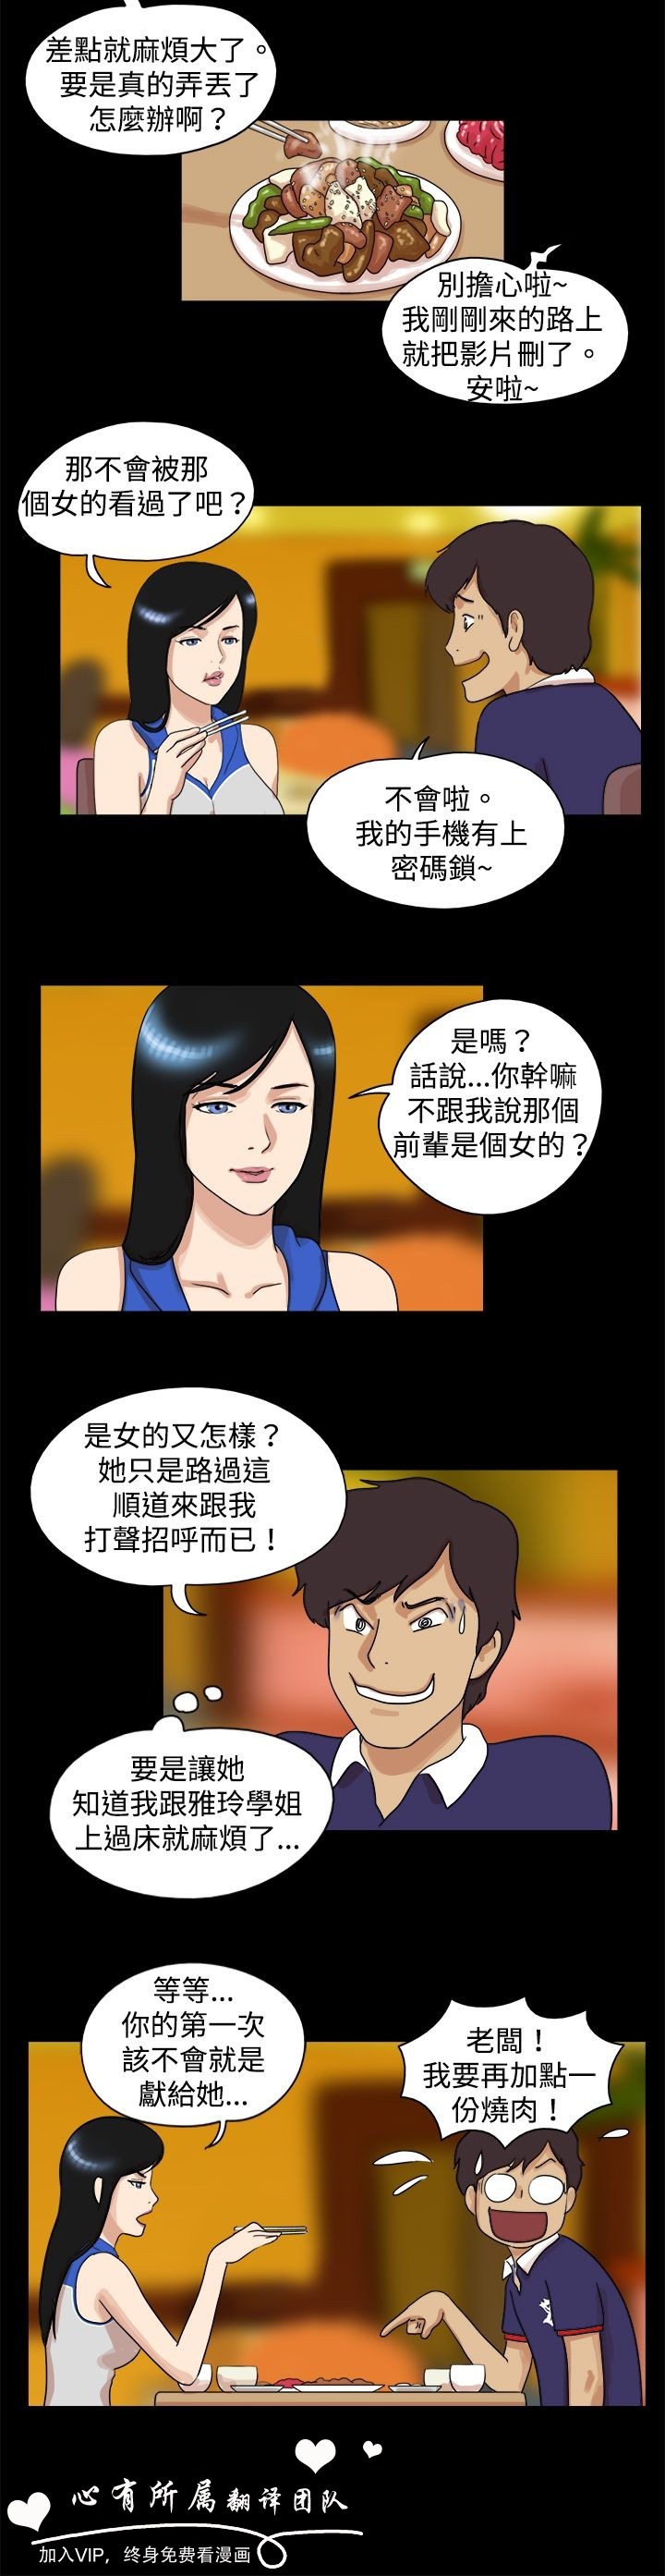 差點就麻煩大了。
要是真的弄丟了
怎麼辦啊？
別擔心啦~
我剛剛來的路上
就把影片刪了。
安啦~
那不會被那
個女的看過了吧？
不會啦。
我的手機有上
密碼鎖~
是嗎？
話說...你幹嘛
不跟我說那個
前輩是個女的？
是女的又怎樣？
她只是路過這
順道來跟我
打聲招呼而已！
要是讓她
知道我跟雅玲學姐
上過床就麻煩了...
等等...
你的第一次
該不會就是
獻給她...
老闆！
我要再加點一
份燒肉！
心有所属翻译团队
加入VIP，终身免费看漫画